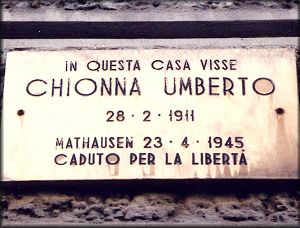 IN QUESTA CASA VISSE
CHIONNA UMBERTO
28 · 2 · 1911
MATHAUSEN 23 · 4 · 1945
CADUTO PER LA LIBERTÀ